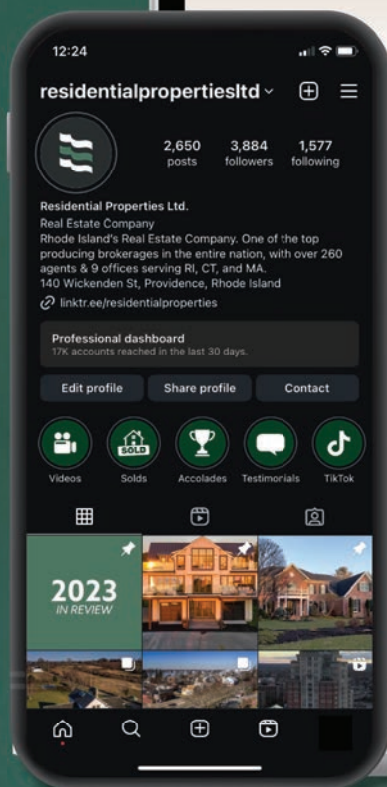 12:24
residentialpropertiesltd
2,650 3,884 1,577
posts followers following
Residential Properties Ltd.
Real Estate Company
Rhode Island's Real Estate Company. One of the top
producing brokerages in the entire nation, with over 260
agents & 9 offices serving RI, CT, and MA.
140 Wickenden St, Providence, Rhode Island
linktr.ee/residentialproperties
Professional dashboard
17K accounts reached in the last 30 days.
Edit profile Share profile Contact
SOLD
Videos Solds Accolades Testimonials TikTok
2023
IN REVIEW